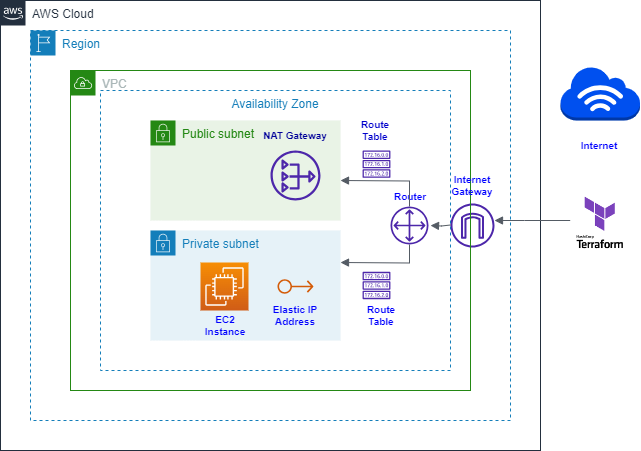 aws
AWS Cloud
Region
VPC
Availability Zone
Public subnet
NAT Gateway
Route
Table
172.16.0.0
172.16.1.0
172.16.2.0
Internet
Router
Internet
Gateway
HashiCorp
Terraform
Private subnet
EC2
Instance
Elastic IP
Address
172.16.0.0
172.16.1.0
172.16.2.0
Route
Table